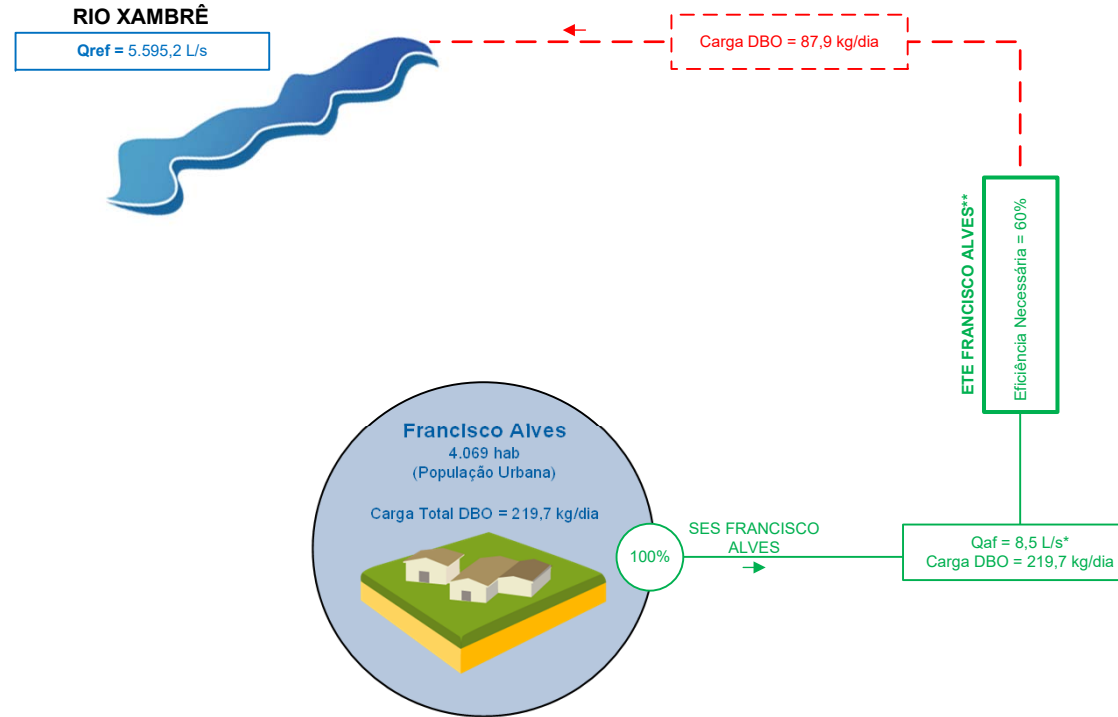 RIO XAMBRÊ
Qref = 5.595,2 L/s
Carga DBO = 87,9 kg/dia
ETE FRANCISCO ALVES**
Eficiência Necessária = 60%
Francisco Alves
4.069 hab
(População Urbana)
Carga Total DBO = 219,7 kg/dia
100%
SES FRANCISCO
ALVES
Qaf = 8,5 L/s*
Carga DBO = 219,7 kg/dia